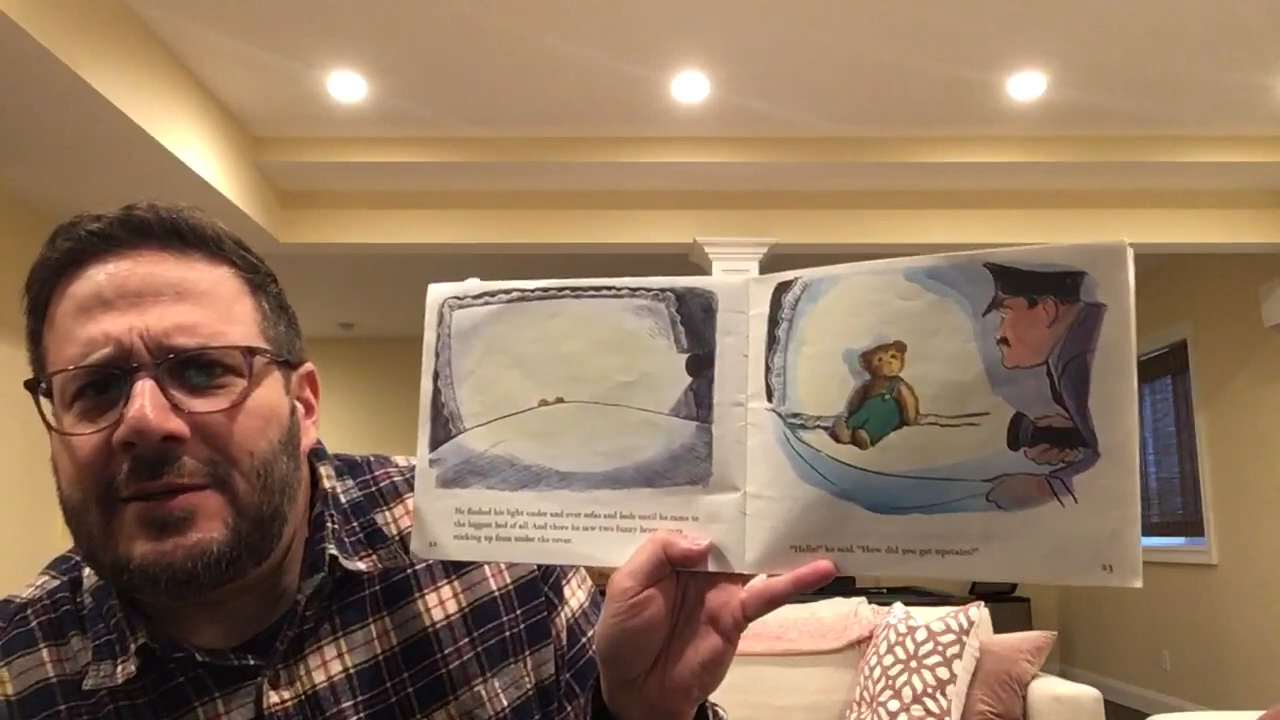 He flashed his light under and over sofas and beds until he came to
the biggest bed of all. And there he saw two fuzzy brown ears
sticking up from under the cover.
22
"Hello!" he said. "How did you get upstairs?"
23